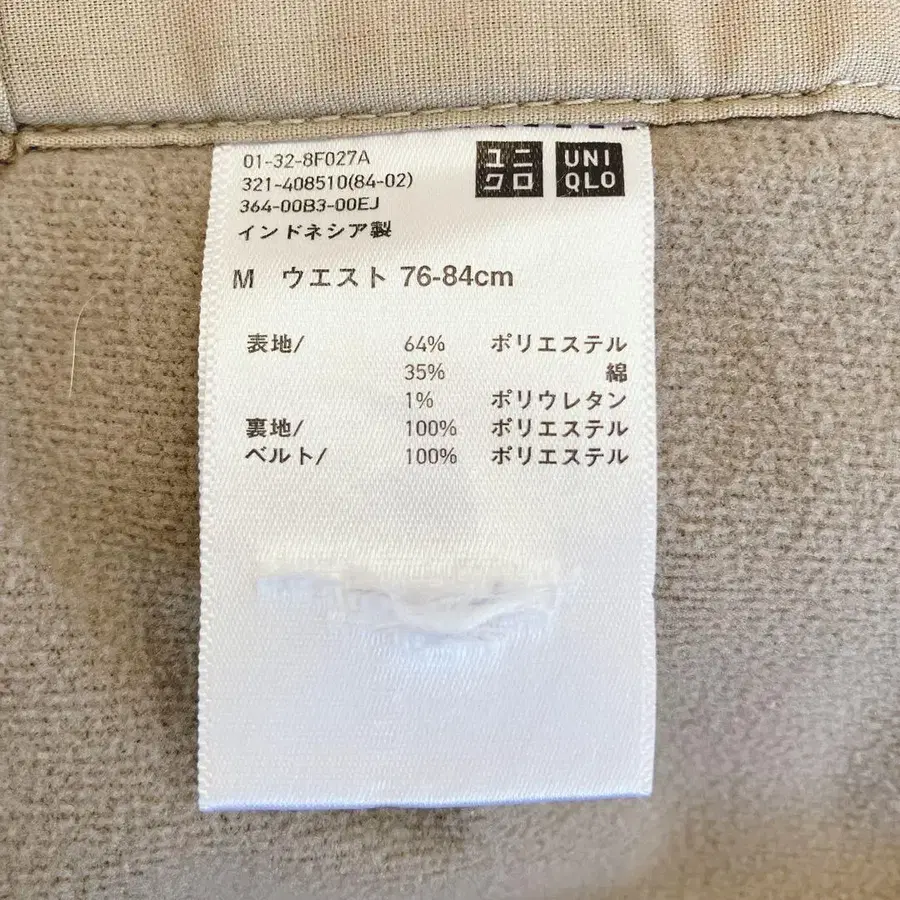 01-32-8F027A
321-408510(84-02)
364-00B3-00EJ
インドネシア製
ユニ
クロ
UNI
QLO
M ウエスト 76-84cm
表地/ 64% ポリエステル
35% 綿
1% ポリウレタン
裏地/ 100% ポリエステル
ベルト/ 100% ポリエステル